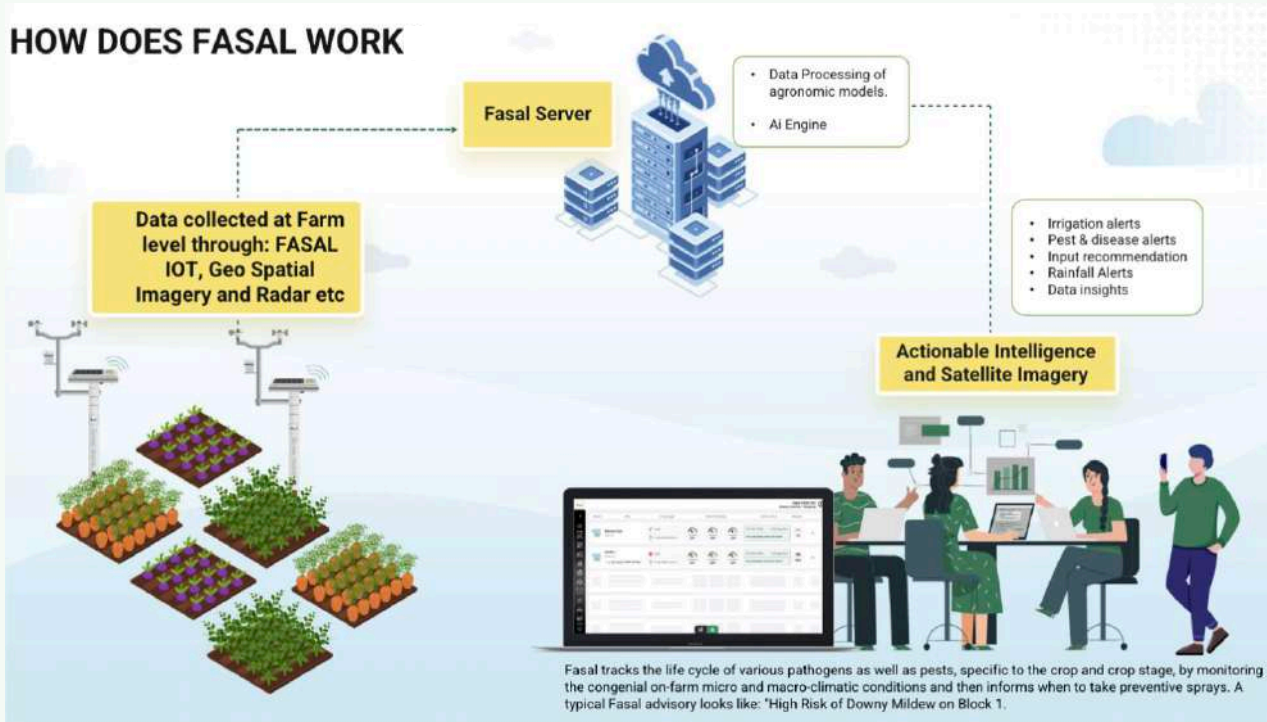 HOW DOES FASAL WORK
Fasal Server
• Data Processing of
agronomic models.
• Ai Engine
Data collected at Farm
level through: FASAL
IOT, Geo Spatial
Imagery and Radar etc
• Irrigation alerts
• Pest & disease alerts
• Input recommendation
• Rainfall Alerts
• Data insights
Actionable Intelligence
and Satellite Imagery
Fasal tracks the life cycle of various pathogens as well as pests, specific to the crop and crop stage, by monitoring
the congenial on-farm micro and macro-climatic conditions and then informs when to take preventive sprays. A
typical Fasal advisory looks like: "High Risk of Downy Mildew on Block 1.